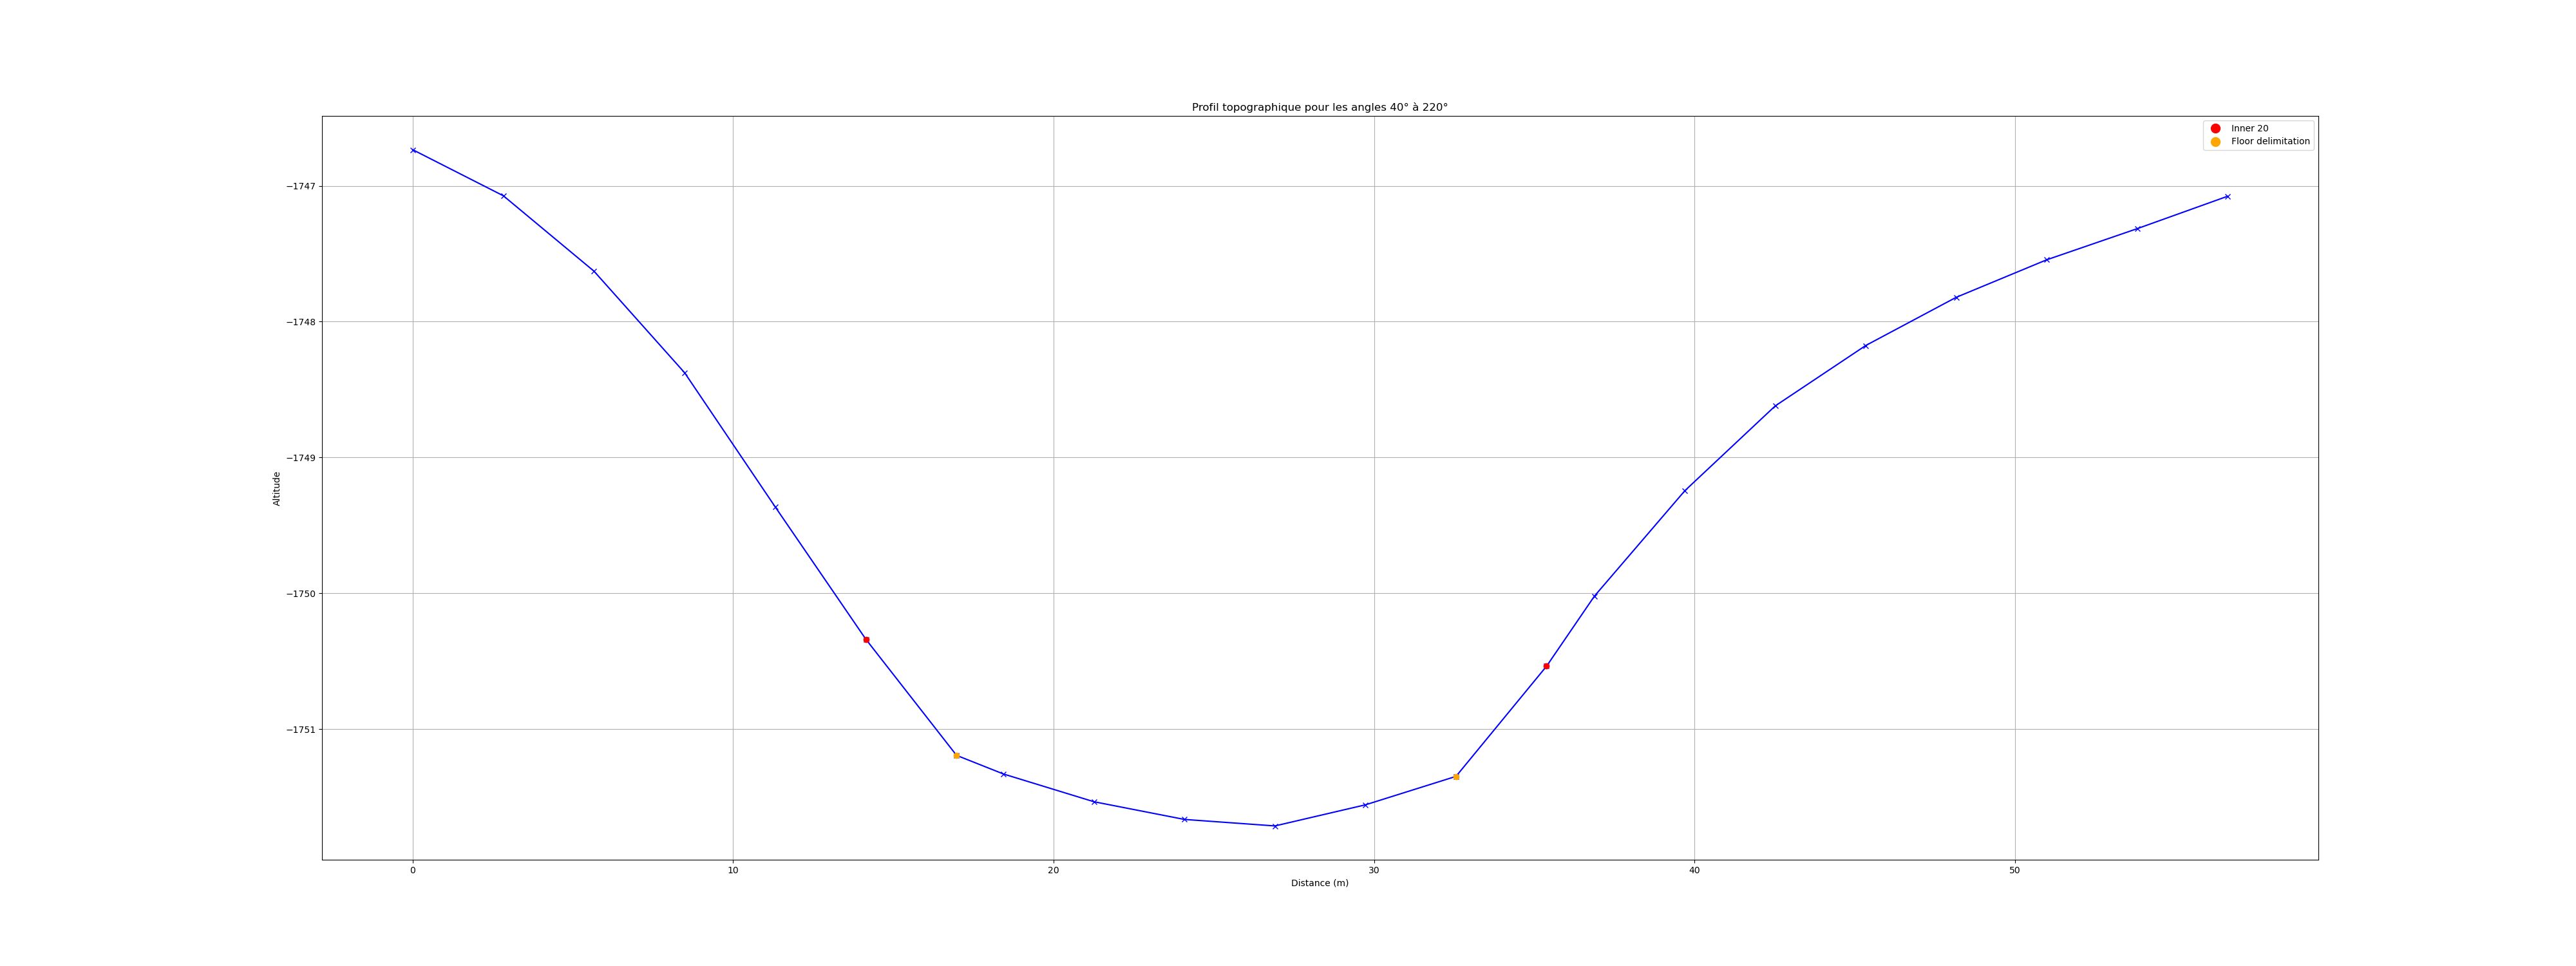 Profil topographique pour les angles 40° à 220°
Inner 20
Floor delimitation
−1747
−1748
−1749
−1750
−1751
Altitude
0 10 20 30 40 50
Distance (m)